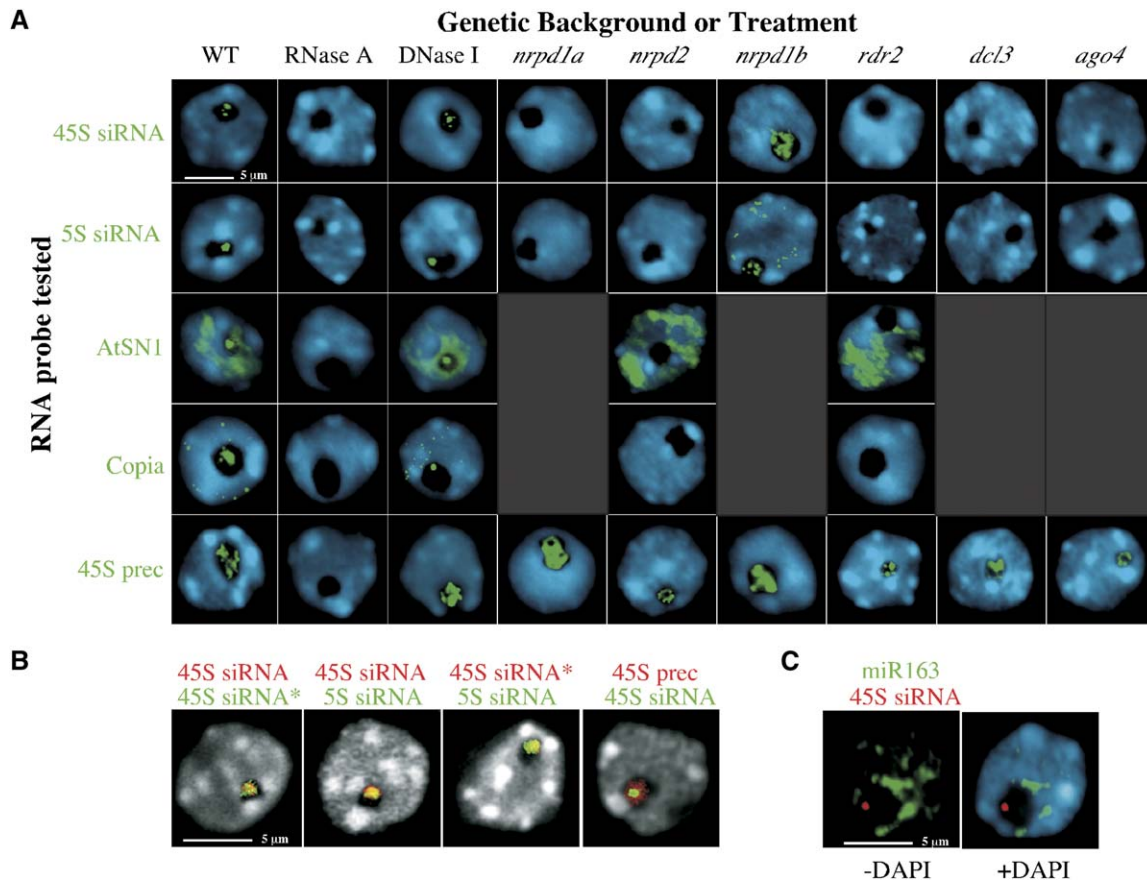 A
Genetic Background or Treatment
WT RNase A DNase I nrpd1a nrpd2 nrpd1b rdr2 dcl3 ago4
RNA probe tested
45S siRNA
5 µm
5S siRNA
AtSN1
Copia
45S prec
B
45S siRNA 45S siRNA 45S siRNA* 45S prec
45S siRNA* 5S siRNA 5S siRNA 45S siRNA
5 µm
C
miR163
45S siRNA
5 µm
-DAPI +DAPI